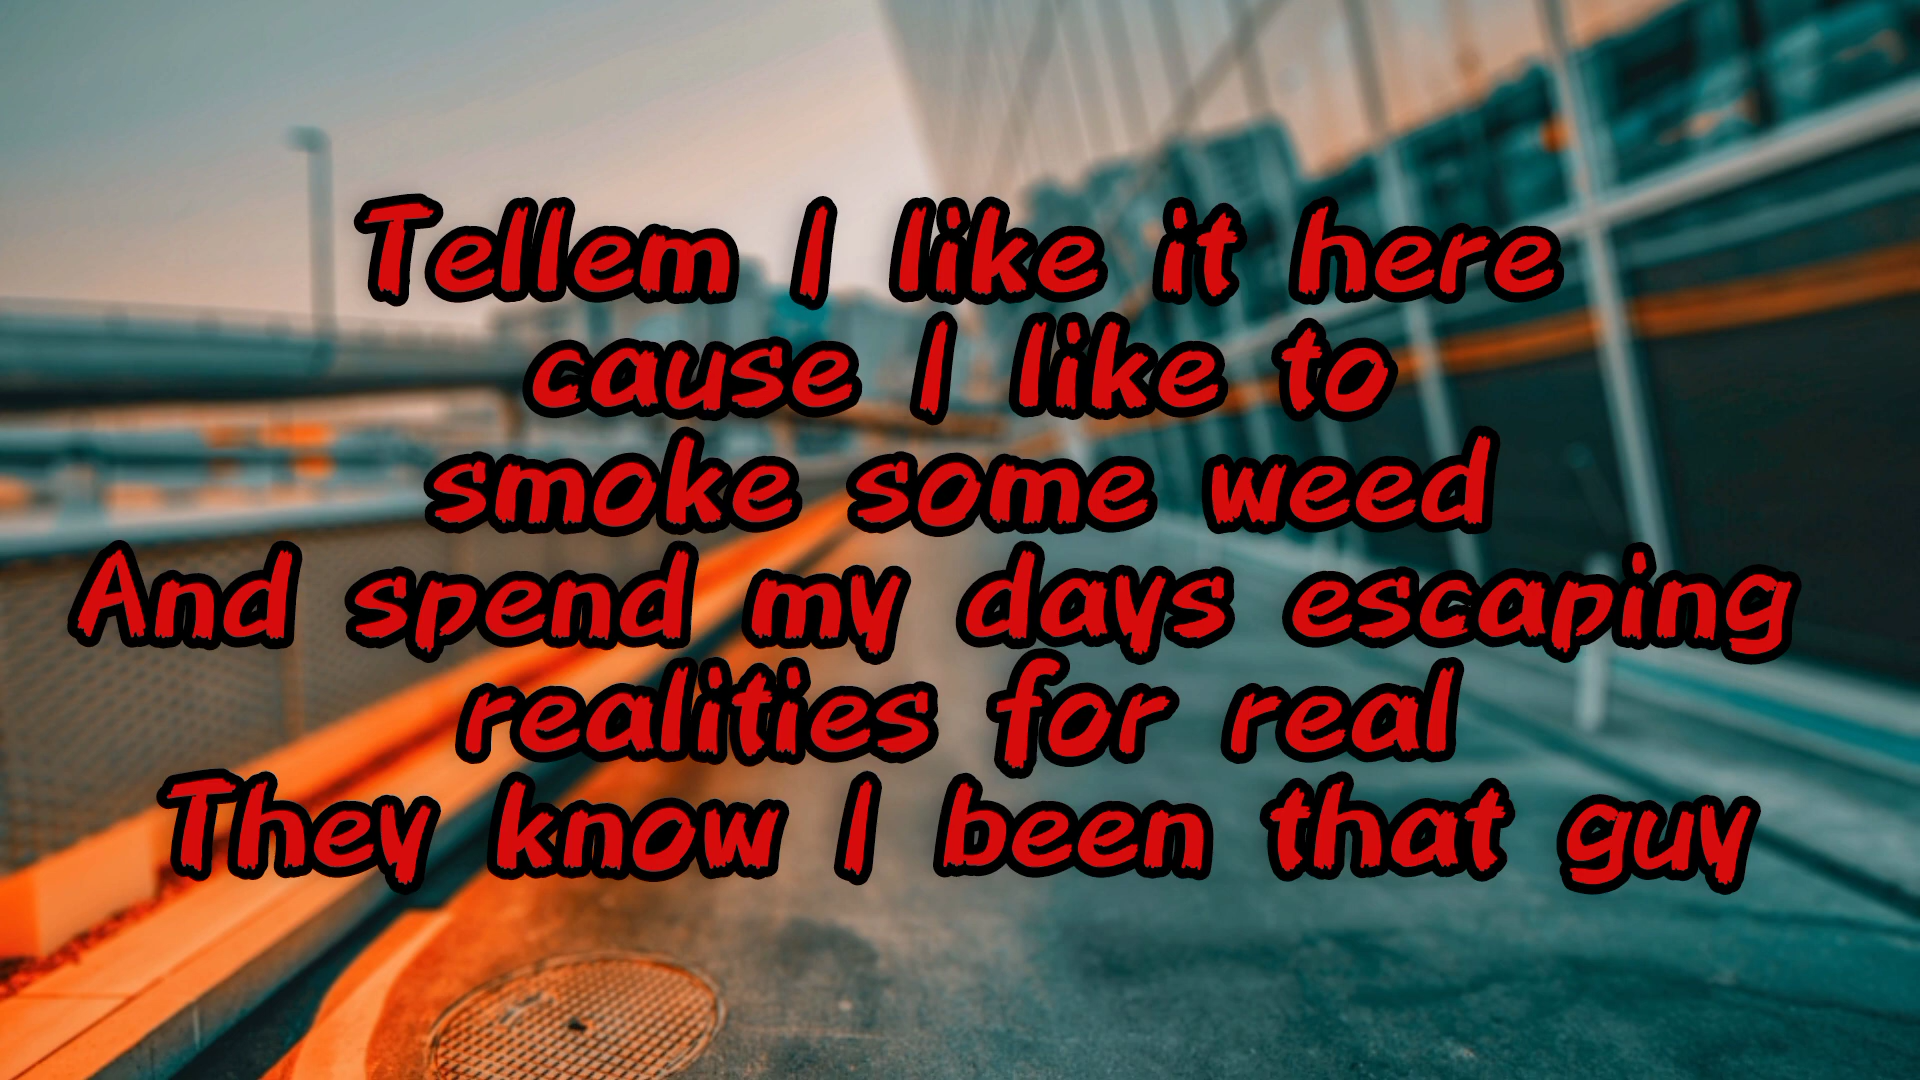 Tellem I like it here
cause I like to
smoke some weed
And spend my days escaping
realities for real
They know I been that guy